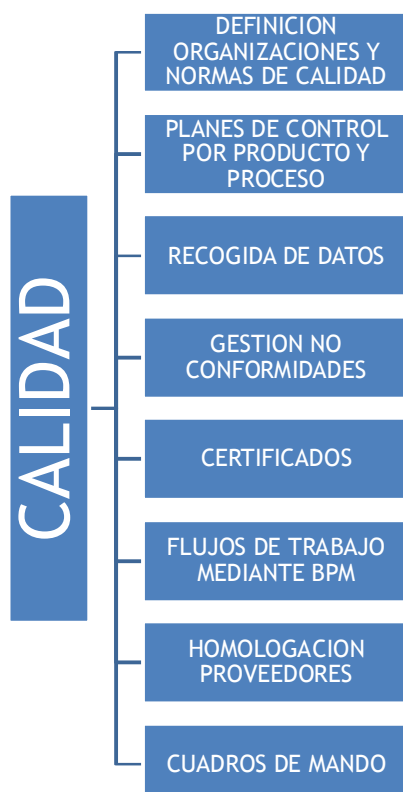 CALIDAD
DEFINICION
ORGANIZACIONES Y
NORMAS DE CALIDAD
PLANES DE CONTROL
POR PRODUCTO Y
PROCESO
RECOGIDA DE DATOS
GESTION NO
CONFORMIDADES
CERTIFICADOS
FLUJOS DE TRABAJO
MEDIANTE BPM
HOMOLOGACION
PROVEEDORES
CUADROS DE MANDO